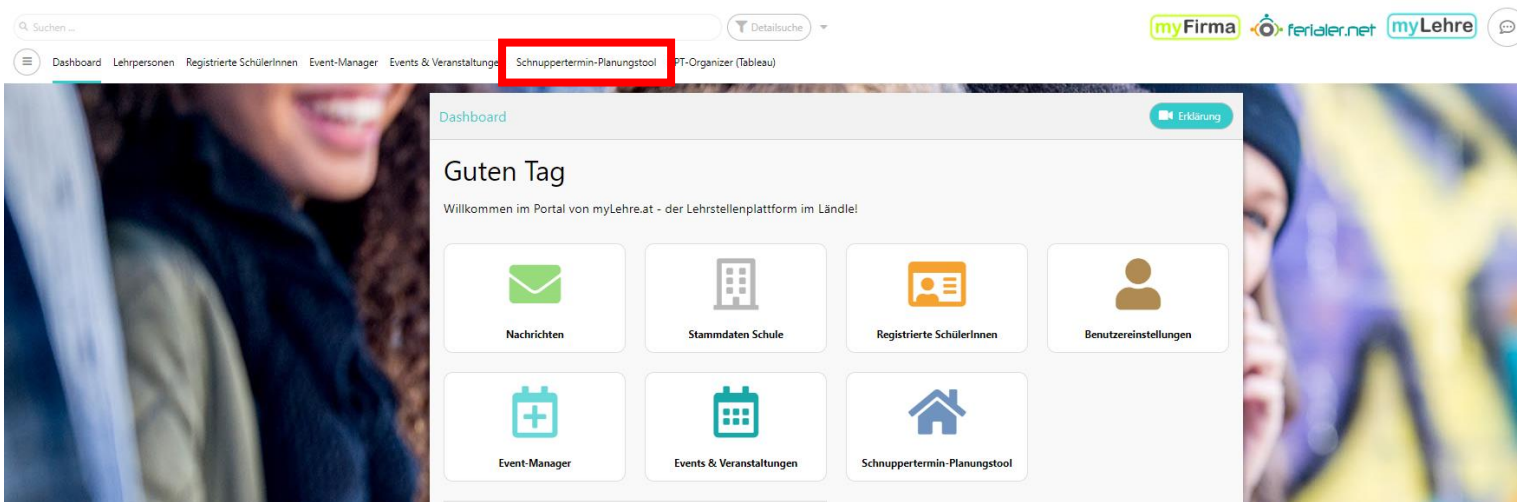 Suchen ...
Detailsuche
myFirma
ferialer.net
myLehre
Dashboard Lehrpersonen Registrierte SchülerInnen Event-Manager Events & Veranstaltunge Schnuppertermin-Planungstool PT-Organizer (Tableau)
Dashboard
Erklärung
Guten Tag
Willkommen im Portal von myLehre.at - der Lehrstellenplattform im Ländle!
Nachrichten Stammdaten Schule Registrierte SchülerInnen Benutzereinstellungen
Event-Manager Events & Veranstaltungen Schnuppertermin-Planungstool